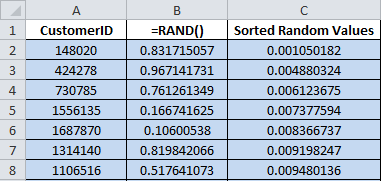 A B C
1 CustomerID =RAND() Sorted Random Values
2 148020 0.831715057 0.001050182
3 424278 0.967141731 0.004880324
4 730785 0.761261349 0.006123675
5 1556135 0.166741625 0.007377594
6 1687870 0.10600538 0.008366737
7 1314140 0.819842066 0.009198247
8 1106516 0.517641073 0.009480136